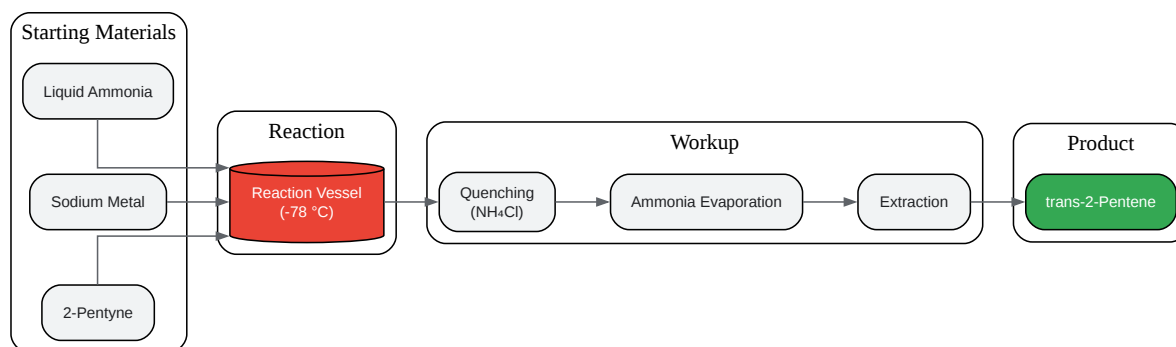 Starting Materials
Liquid Ammonia
Sodium Metal
2-Pentyne
Reaction
Reaction Vessel
(-78 °C)
Workup
Quenching
(NH₄Cl)
Ammonia Evaporation
Extraction
Product
trans-2-Pentene